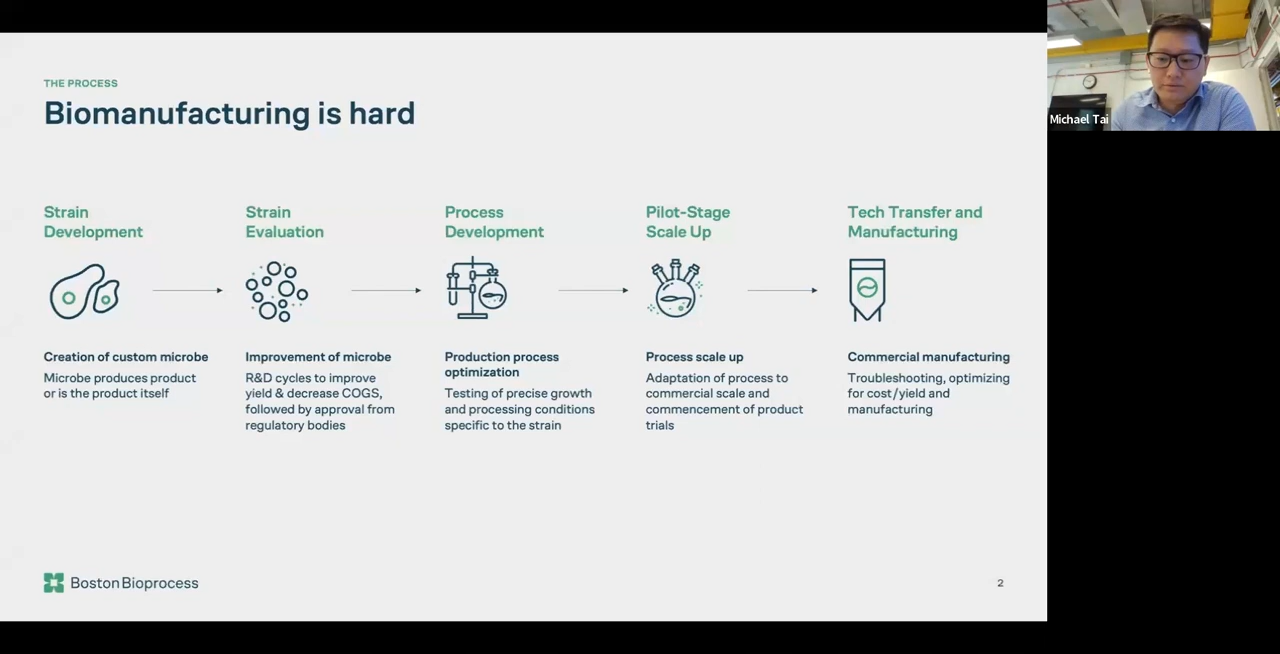 THE PROCESS
Biomanufacturing is hard
Strain
Development
Creation of custom microbe
Microbe produces product
or is the product itself
Strain
Evaluation
Improvement of microbe
R&D cycles to improve
yield & decrease COGS,
followed by approval from
regulatory bodies
Process
Development
Production process
optimization
Testing of precise growth
and processing conditions
specific to the strain
Pilot-Stage
Scale Up
Process scale up
Adaptation of process to
commercial scale and
commencement of product
trials
Tech Transfer and
Manufacturing
Commercial manufacturing
Troubleshooting, optimizing
for cost/yield and
manufacturing
Boston Bioprocess
2
Michael Tai